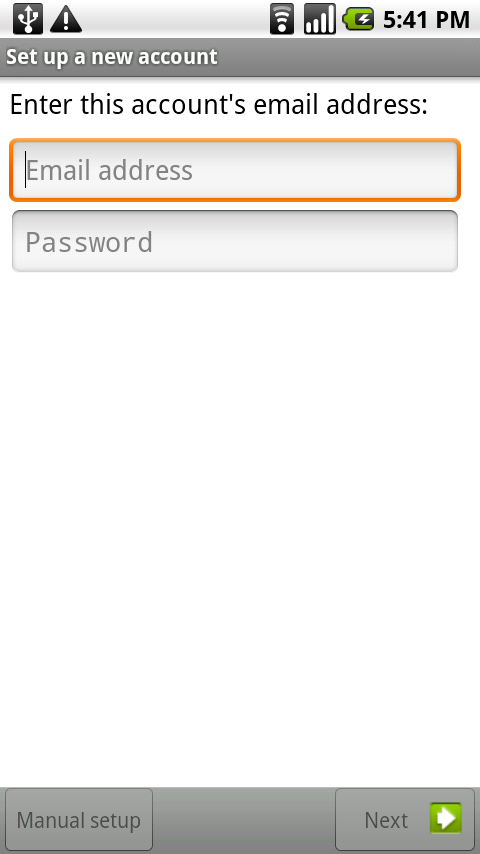 5:41 PM
Set up a new account
Enter this account's email address:
Email address
Password
Manual setup
Next